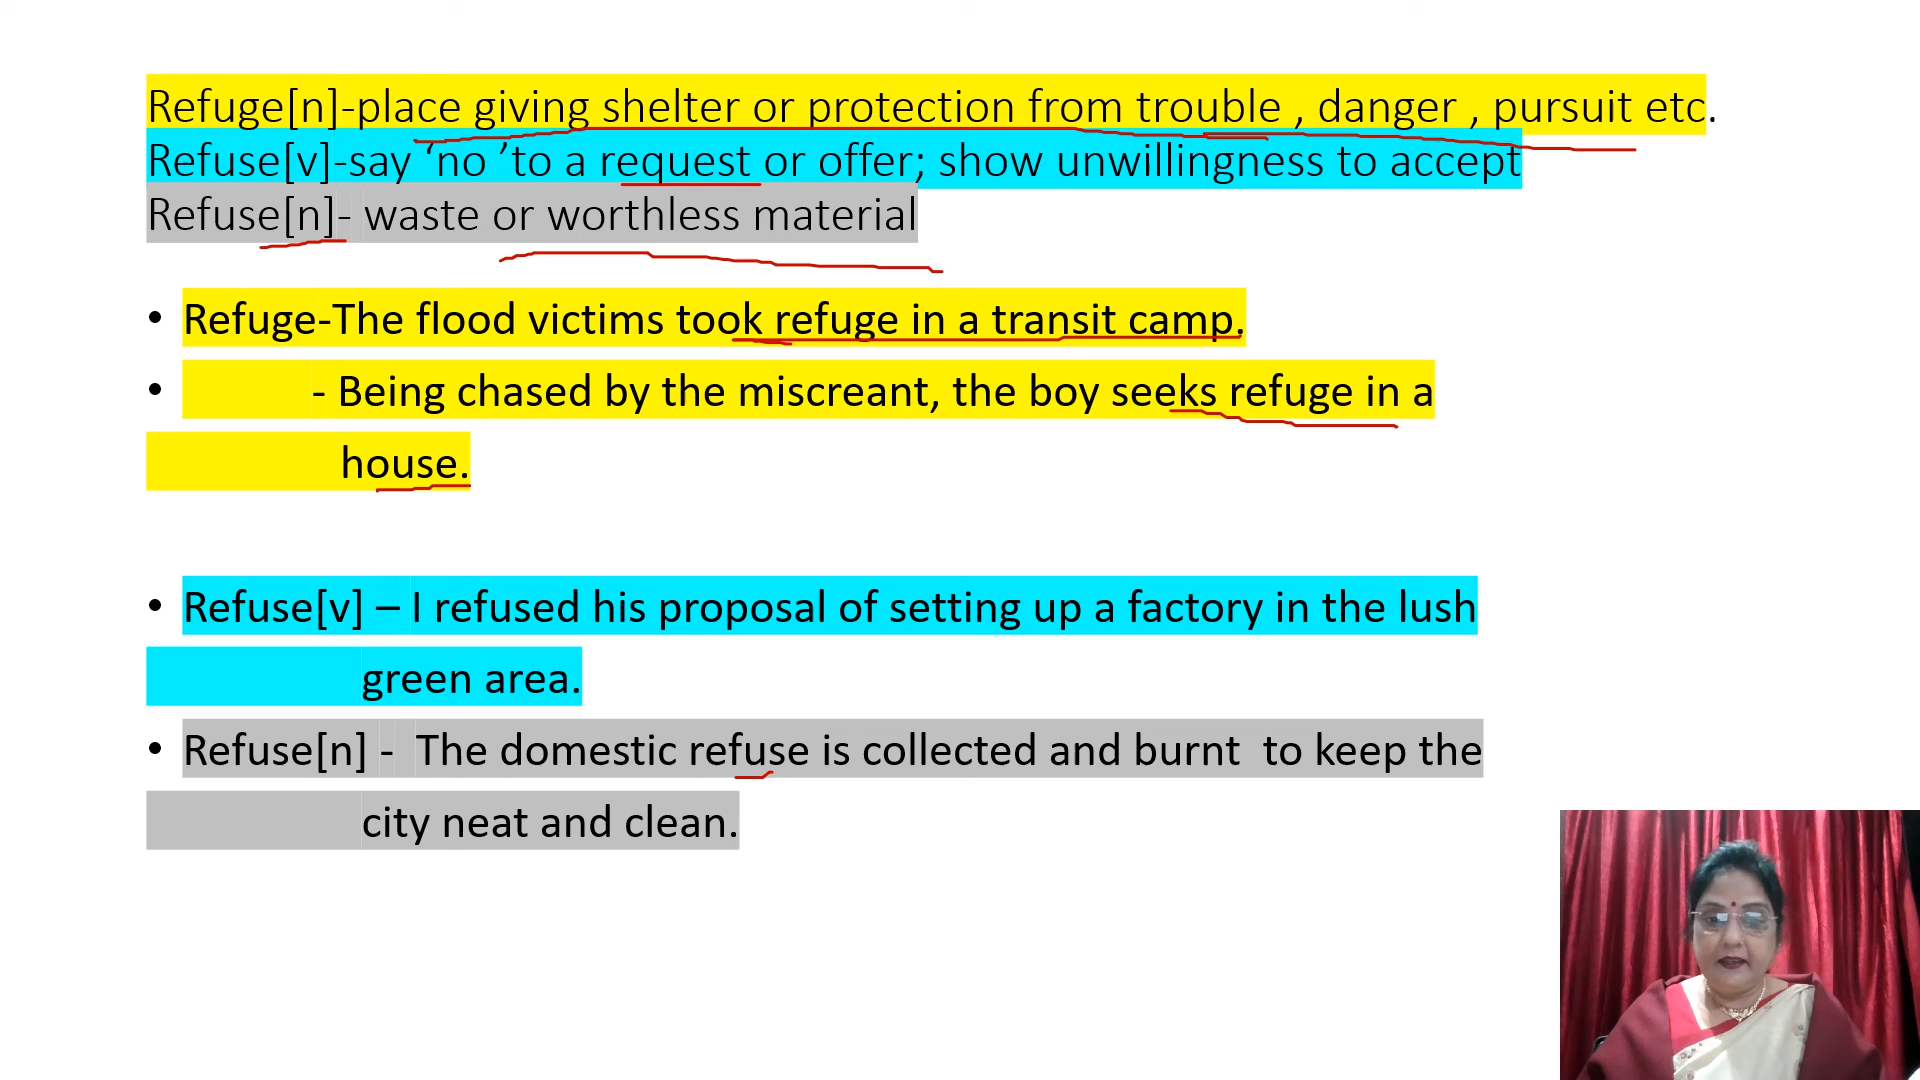 Refuge[n]-place giving shelter or protection from trouble , danger , pursuit etc.
Refuse[v]-say ‘no ’to a request or offer; show unwillingness to accept
Refuse[n]- waste or worthless material
• Refuge-The flood victims took refuge in a transit camp.
• - Being chased by the miscreant, the boy seeks refuge in a
house.
• Refuse[v] – I refused his proposal of setting up a factory in the lush
green area.
• Refuse[n] - The domestic refuse is collected and burnt to keep the
city neat and clean.